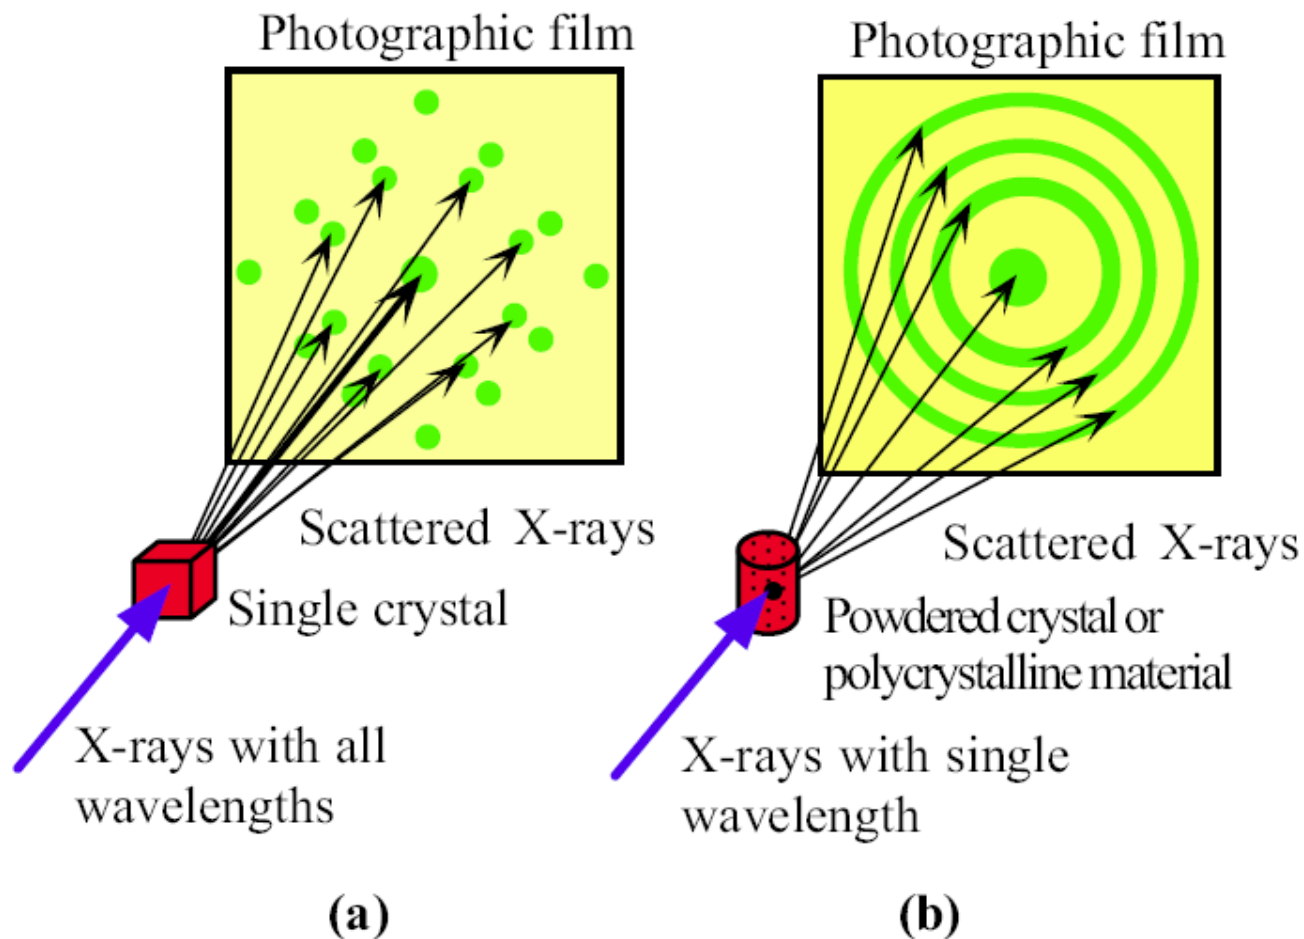 Photographic film
Scattered X-rays
Single crystal
X-rays with all
wavelengths
(a)
Photographic film
Scattered X-rays
Powdered crystal or
polycrystalline material
X-rays with single
wavelength
(b)